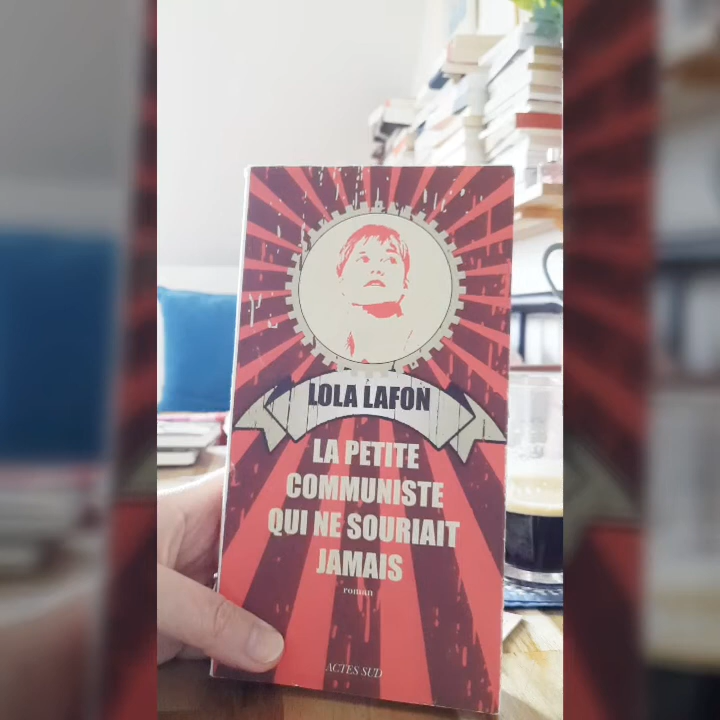 LOLA LAFON
LA PETITE
COMMUNISTE
QUI NE SOURIAIT
JAMAIS
roman
ACTES SUD